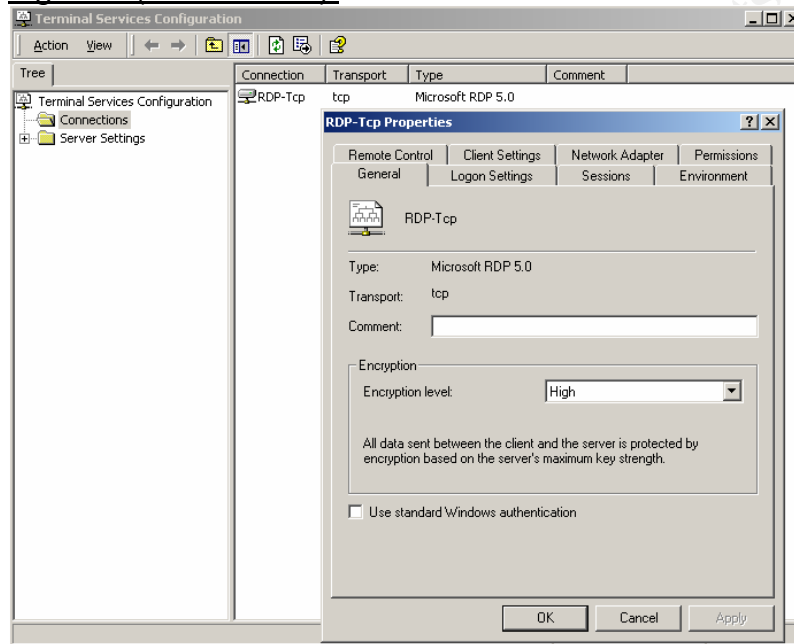 Terminal Services Configuration
Action View
Tree
Connection Transport Type Comment
Terminal Services Configuration
Connections
Server Settings
RDP-Tcp tcp Microsoft RDP 5.0
RDP-Tcp Properties
Remote Control Client Settings Network Adapter Permissions
General Logon Settings Sessions Environment
RDP-Tcp
Type: Microsoft RDP 5.0
Transport: tcp
Comment:
Encryption
Encryption level: High
All data sent between the client and the server is protected by
encryption based on the server's maximum key strength.
Use standard Windows authentication
OK Cancel Apply